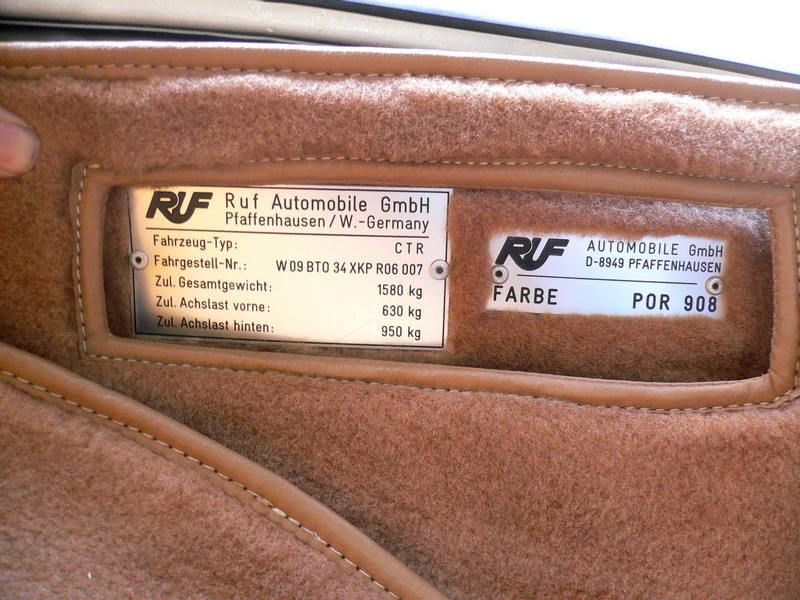 RUF Ruf Automobile GmbH
Pfaffenhausen / W.-Germany
Fahrzeug-Typ: CTR
Fahrgestell-Nr.: W 09 BTO 34 XKP R06 007
Zul. Gesamtgewicht: 1580 kg
Zul. Achslast vorne: 630 kg
Zul. Achslast hinten: 950 kg
RUF AUTOMOBILE GmbH
D-8949 PFAFFENHAUSEN
FARBE POR 908